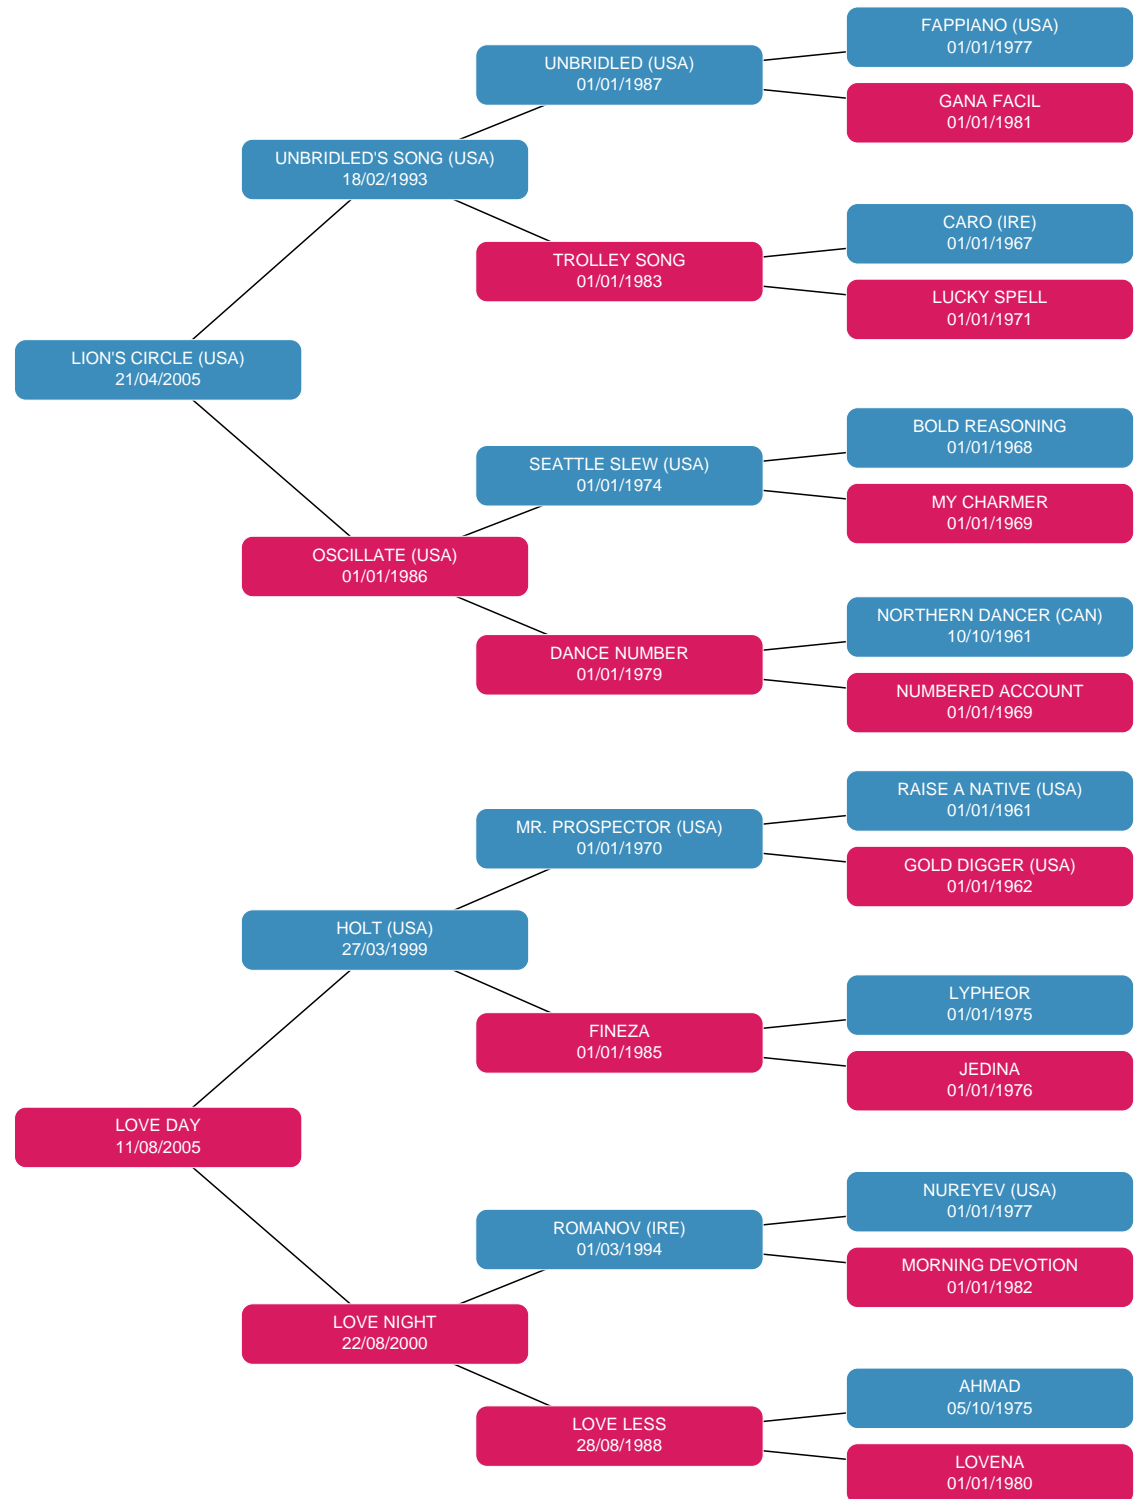 FAPPIANO (USA)
01/01/1977
UNBRIDLED (USA)
01/01/1987
GANA FACIL
01/01/1981
UNBRIDLED'S SONG (USA)
18/02/1993
CARO (IRE)
01/01/1967
TROLLEY SONG
01/01/1983
LUCKY SPELL
01/01/1971
LION'S CIRCLE (USA)
21/04/2005
BOLD REASONING
01/01/1968
SEATTLE SLEW (USA)
01/01/1974
MY CHARMER
01/01/1969
OSCILLATE (USA)
01/01/1986
NORTHERN DANCER (CAN)
10/10/1961
DANCE NUMBER
01/01/1979
NUMBERED ACCOUNT
01/01/1969
RAISE A NATIVE (USA)
01/01/1961
MR. PROSPECTOR (USA)
01/01/1970
GOLD DIGGER (USA)
01/01/1962
HOLT (USA)
27/03/1999
LYPHEOR
01/01/1975
FINEZA
01/01/1985
JEDINA
01/01/1976
LOVE DAY
11/08/2005
NUREYEV (USA)
01/01/1977
ROMANOV (IRE)
01/03/1994
MORNING DEVOTION
01/01/1982
LOVE NIGHT
22/08/2000
AHMAD
05/10/1975
LOVE LESS
28/08/1988
LOVENA
01/01/1980